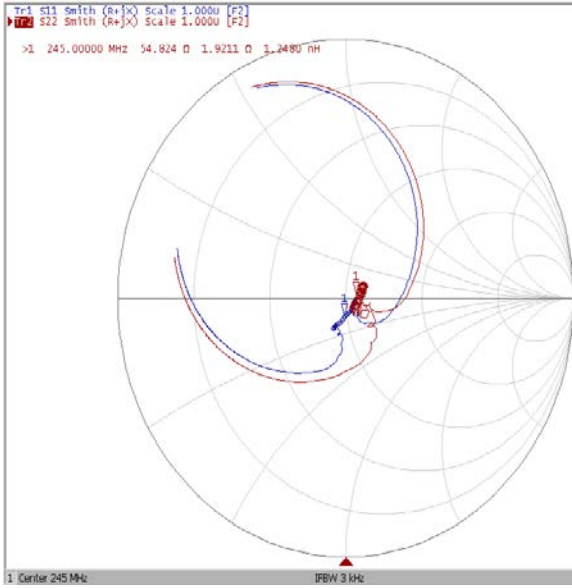 Tr1 S11 Smith (R+jX) Scale 1.000U [F2]
Tr2 S22 Smith (R+jX) Scale 1.000U [F2]
>1 245.00000 MHz 54.824 Ω 1.9211 Ω 1.2480 nH
1
1
1 Center 245 MHz IFBW 3 kHz